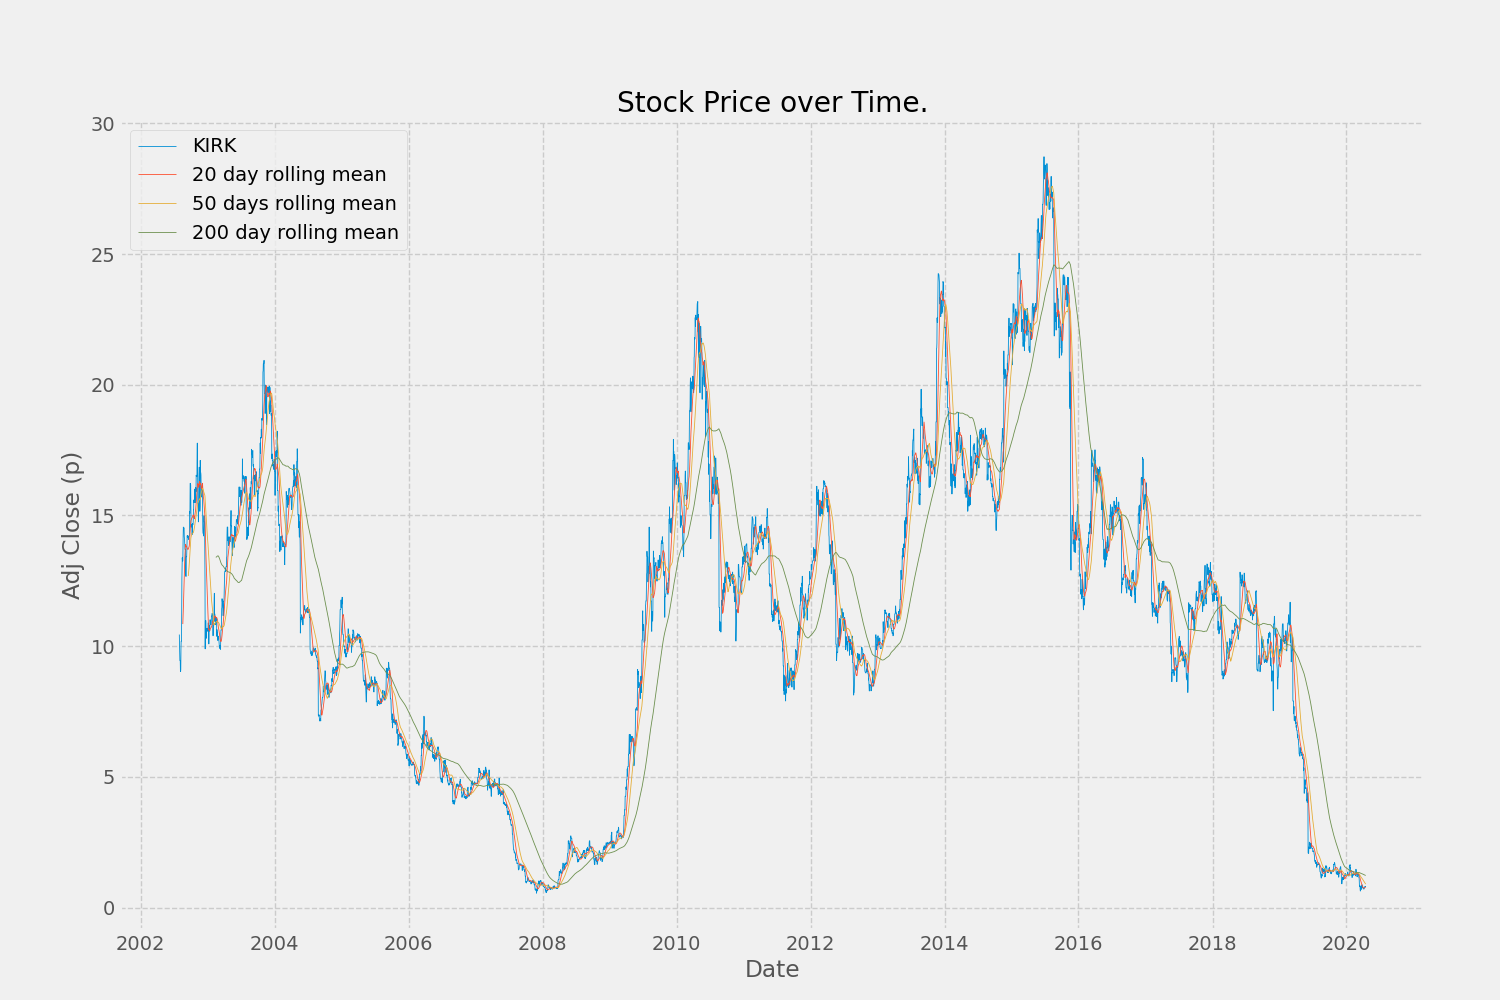 Stock Price over Time.
30
KIRK
20 day rolling mean
50 days rolling mean
200 day rolling mean
25
20
15
10
5
0
Adj Close (p)
2002 2004 2006 2008 2010 2012 2014 2016 2018 2020
Date